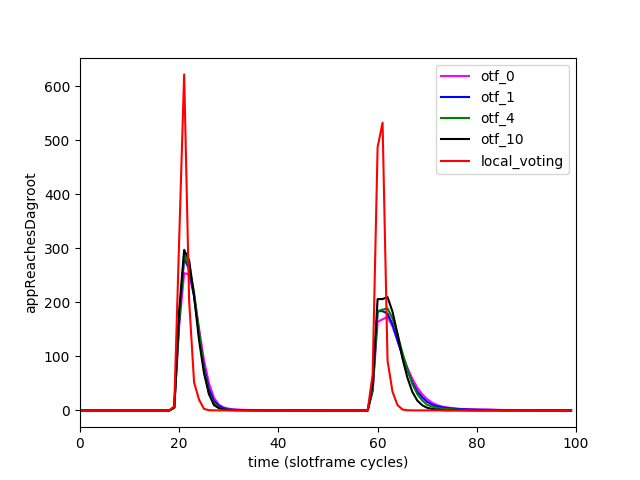 600
500
400
300
200
100
0
appReachesDagroot
otf_0
otf_1
otf_4
otf_10
local_voting
0 20 40 60 80 100
time (slotframe cycles)